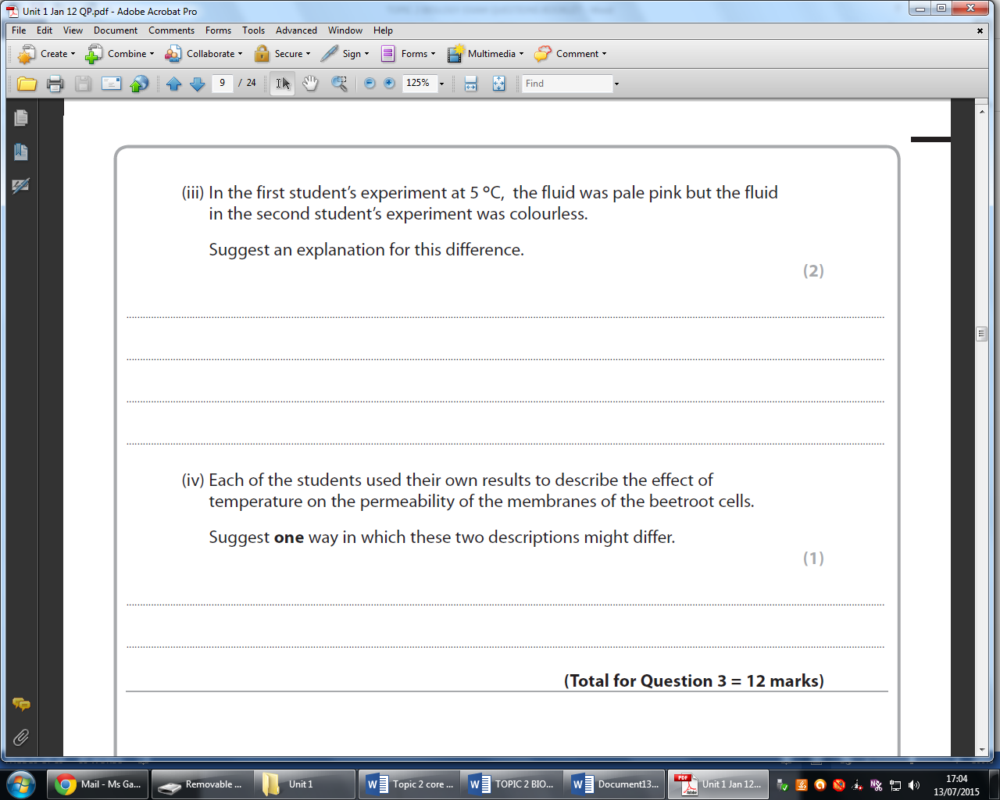 Unit 1 Jan 12 QP.pdf - Adobe Acrobat Pro
File Edit View Document Comments Forms Tools Advanced Window Help
Create Combine Collaborate Secure Sign Forms Multimedia Comment
9 / 24 125% Find
(iii) In the first student's experiment at 5 ºC, the fluid was pale pink but the fluid
in the second student's experiment was colourless.
Suggest an explanation for this difference.
(2)
(iv) Each of the students used their own results to describe the effect of
temperature on the permeability of the membranes of the beetroot cells.
Suggest one way in which these two descriptions might differ.
(1)
(Total for Question 3 = 12 marks)
Mail - Ms Ga... Removable ... Unit 1 Topic 2 core ... TOPIC 2 BIO... Document13... Unit 1 Jan 12... 17:04
13/07/2015